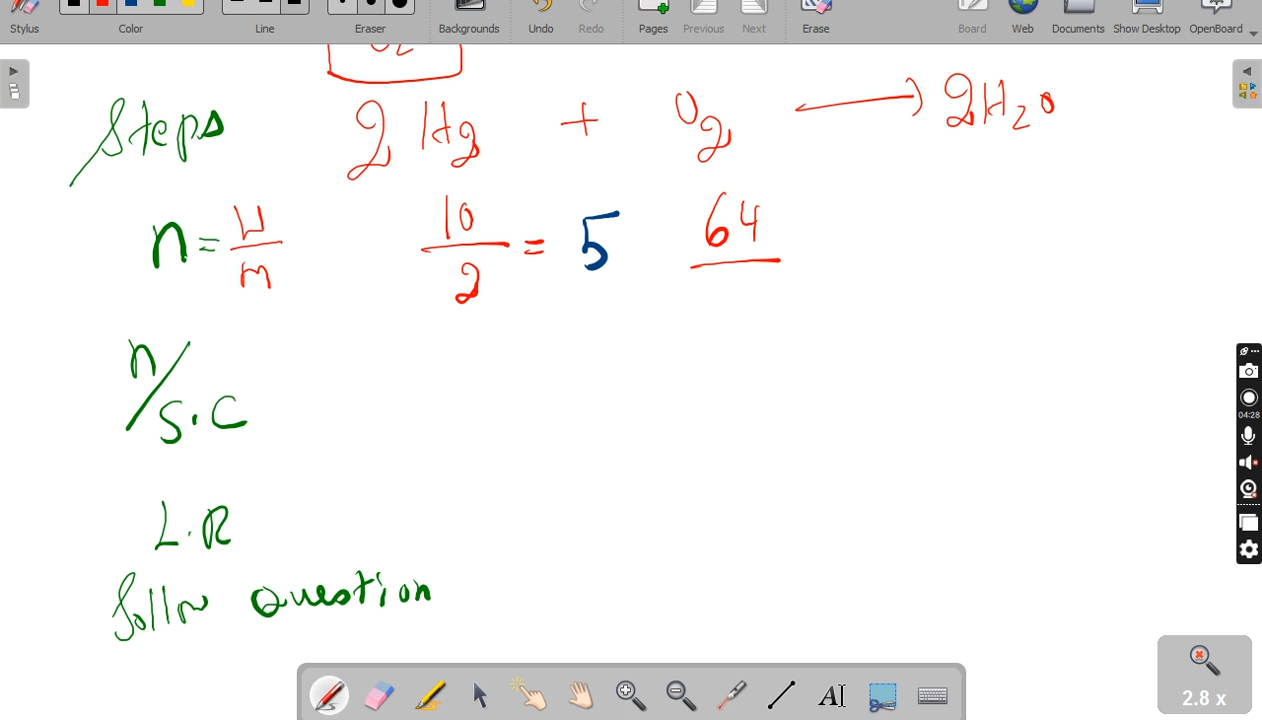 Stylus Color Line Eraser Backgrounds Undo Redo Pages Previous Next Erase Board Web Documents Show Desktop OpenBoard
Steps 2H2 + O2 ⟶ 2H2O
n = W/m 10/2 = 5 64
n/S.C
04:28
L.R
follow question
2.8 x